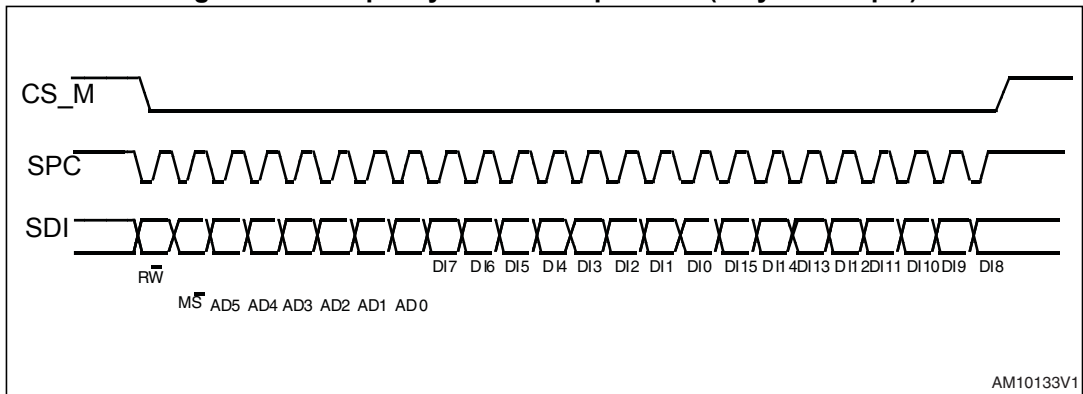 CS_M
SPC
SDI
DI7 DI6 DI5 DI4 DI3 DI2 DI1 DI0 DI15 DI14 DI13 DI12 DI11 DI10 DI9 DI8
RW̅
MS̅ AD5 AD4 AD3 AD2 AD1 AD0
AM10133V1